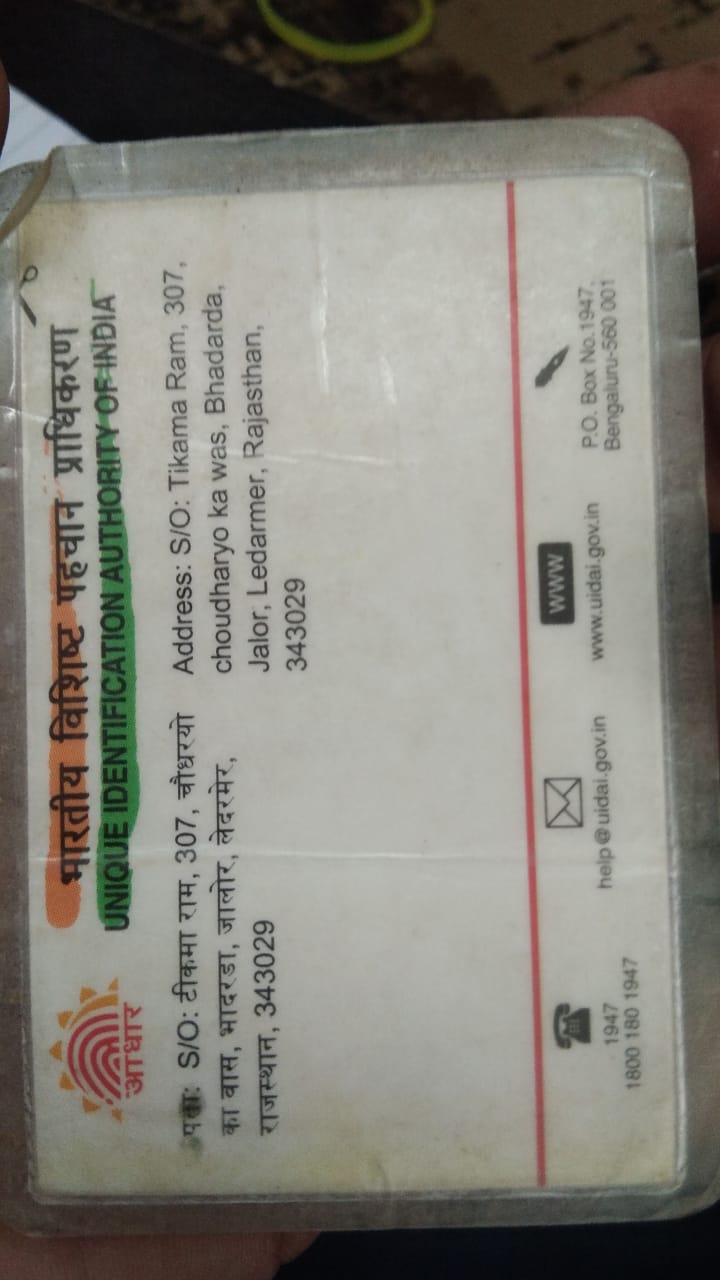 आधार
भारतीय विशिष्ट पहचान प्राधिकरण
UNIQUE IDENTIFICATION AUTHORITY OF INDIA
पता: S/O: टीकमा राम, 307, चौधरयो
का वास, भादरडा, जालोर, लेदरमेर,
राजस्थान, 343029
Address: S/O: Tikama Ram, 307,
choudharyo ka was, Bhadarda,
Jalor, Ledarmer, Rajasthan,
343029
1947
1800 180 1947
help@uidai.gov.in
www
www.uidai.gov.in
P.O. Box No.1947,
Bengaluru-560 001